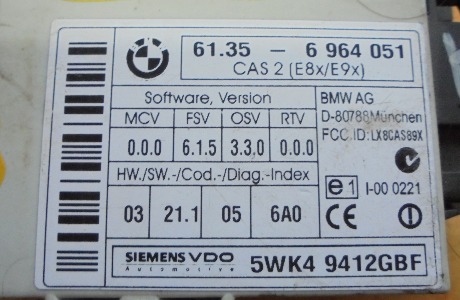 BMW
61.35 - 6 964 051
CAS 2 (E8x/E9x)
Software, Version
MCV FSV OSV RTV
0.0.0 6.1.5 3.3.0 0.0.0
HW./SW.-/Cod.-/Diag.-Index
03 21.1 05 6A0
BMW AG
D-80788München
FCC ID: LX8CAS89X
e1 I-00 0221
CE
SIEMENS VDO
Automotive
5WK4 9412GBF